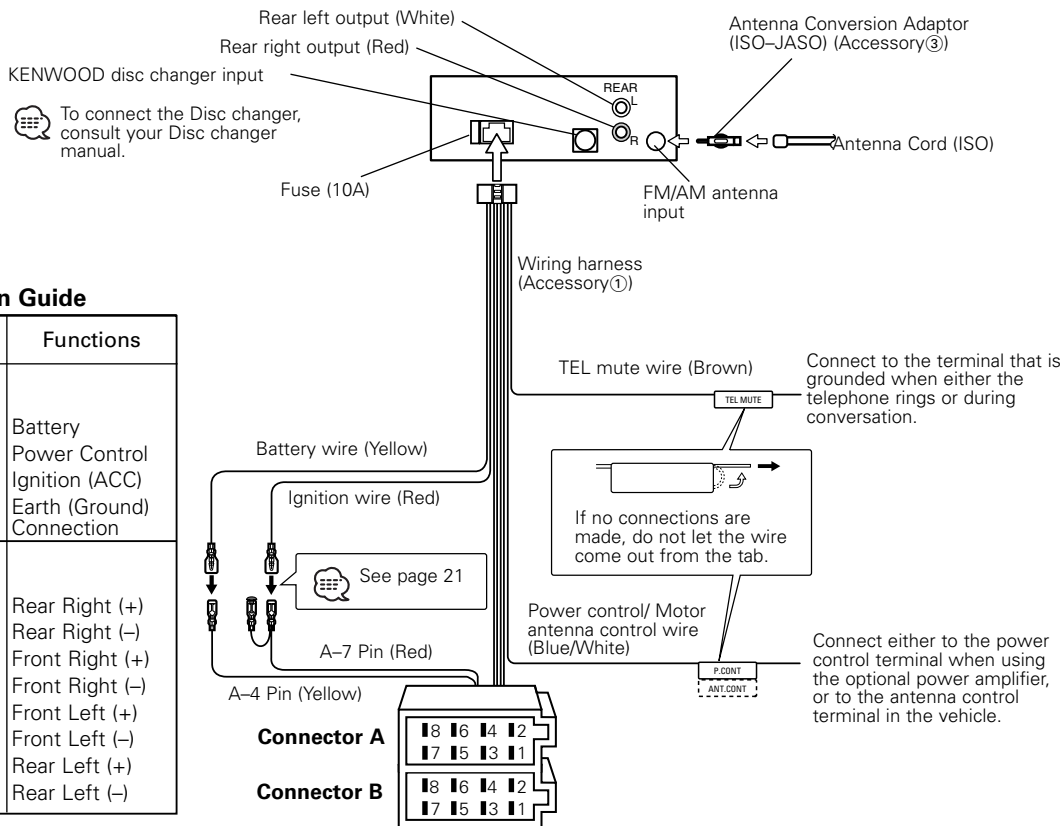 Rear left output (White)
Rear right output (Red)
KENWOOD disc changer input
To connect the Disc changer,
consult your Disc changer
manual.
Fuse (10A)
REAR
L
R
Antenna Conversion Adaptor
(ISO–JASO) (Accessory③)
Antenna Cord (ISO)
FM/AM antenna
input
Wiring harness
(Accessory①)
n Guide
Functions
Battery
Power Control
Ignition (ACC)
Earth (Ground)
Connection
Rear Right (+)
Rear Right (–)
Front Right (+)
Front Right (–)
Front Left (+)
Front Left (–)
Rear Left (+)
Rear Left (–)
TEL mute wire (Brown)
TEL MUTE
Connect to the terminal that is
grounded when either the
telephone rings or during
conversation.
Battery wire (Yellow)
Ignition wire (Red)
If no connections are
made, do not let the wire
come out from the tab.
See page 21
Power control/ Motor
antenna control wire
(Blue/White)
P.CONT
ANT.CONT
Connect either to the power
control terminal when using
the optional power amplifier,
or to the antenna control
terminal in the vehicle.
A–7 Pin (Red)
A–4 Pin (Yellow)
Connector A
8 6 4 2
7 5 3 1
Connector B
8 6 4 2
7 5 3 1